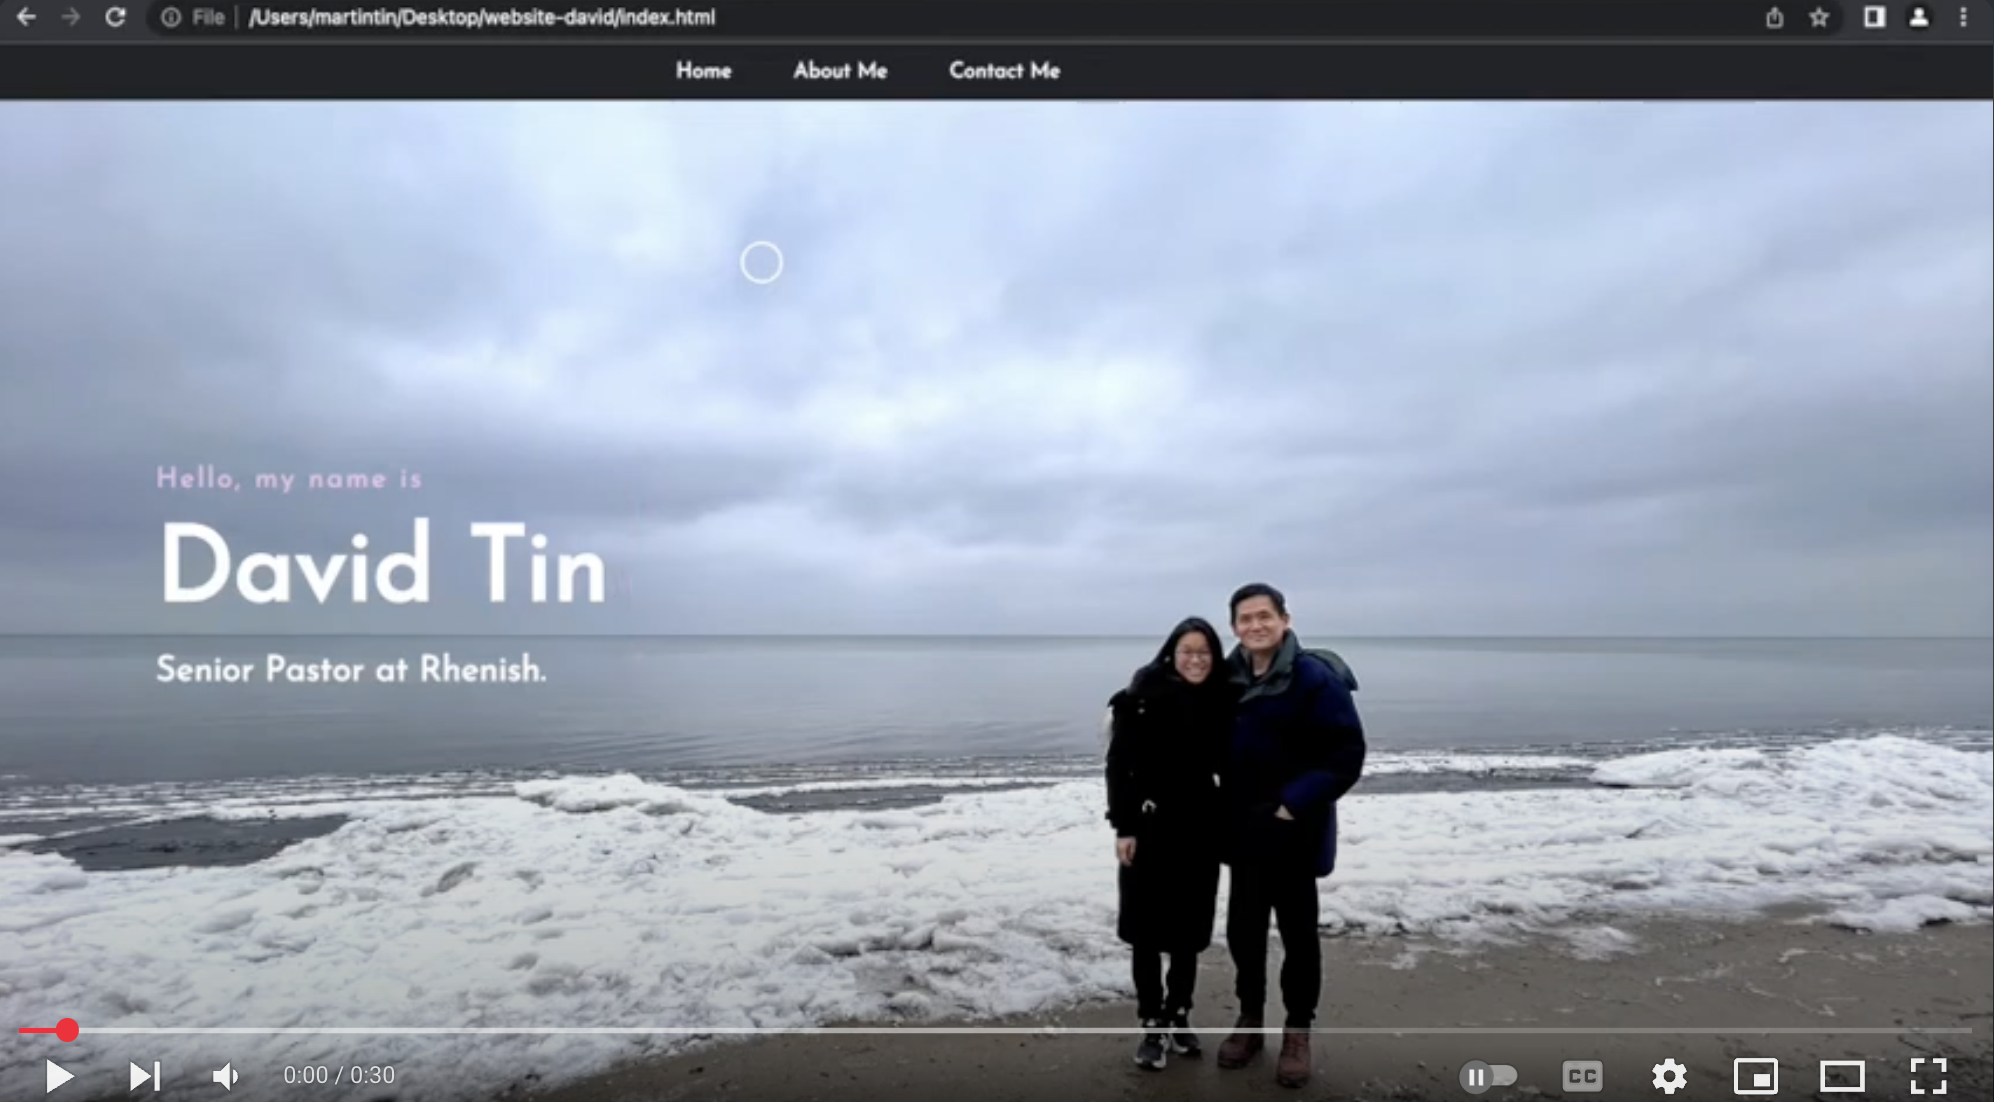 File /Users/martintin/Desktop/website-david/index.html
Home About Me Contact Me
Hello, my name is
David Tin
Senior Pastor at Rhenish.
0:00 / 0:30
CC